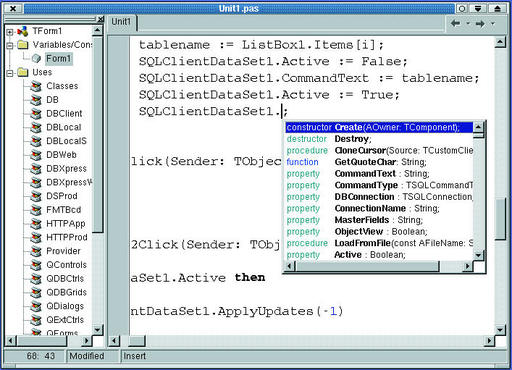 Unit1.pas
TForm1
Variables/Cons
Form1
Uses
Classes
DB
DBClient
DBLocal
DBLocalS
DBWeb
DBXpress
DBXpressW
DSProd
FMTBcd
HTTPApp
HTTPProd
Provider
QControls
QDBCtrls
QDBGrids
QDialogs
QExtCtrls
QForms
Unit1
tablename := ListBox1.Items[i];
SQLClientDataSet1.Active := False;
SQLClientDataSet1.CommandText := tablename;
SQLClientDataSet1.Active := True;
SQLClientDataSet1.;
constructor Create(AOwner: TComponent);
destructor Destroy;
procedure CloneCursor(Source: TCustomClie
function GetQuoteChar: String;
property CommandText : String;
property CommandType : TSQLCommandT
property DBConnection : TSQLConnection;
property ConnectionName : String;
property MasterFields : String;
property ObjectView : Boolean;
procedure LoadFromFile(const AFileName: S
property Active : Boolean;
lick(Sender: TObjec
2Click(Sender: TObj
aSet1.Active then
ntDataSet1.ApplyUpdates(-1)
68: 43 Modified Insert